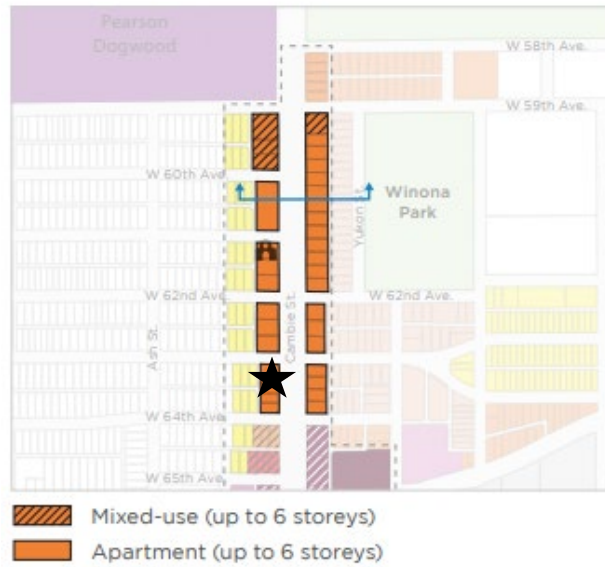 Pearson
Dogwood
W 58th Ave.
W 59th Ave.
W 60th Ave
Winona
Park
Yukon St.
W 62nd Ave.
W 62nd Ave.
Cambie St.
Ash St.
W 64th Ave.
W 65th Ave.
Mixed-use (up to 6 storeys)
Apartment (up to 6 storeys)